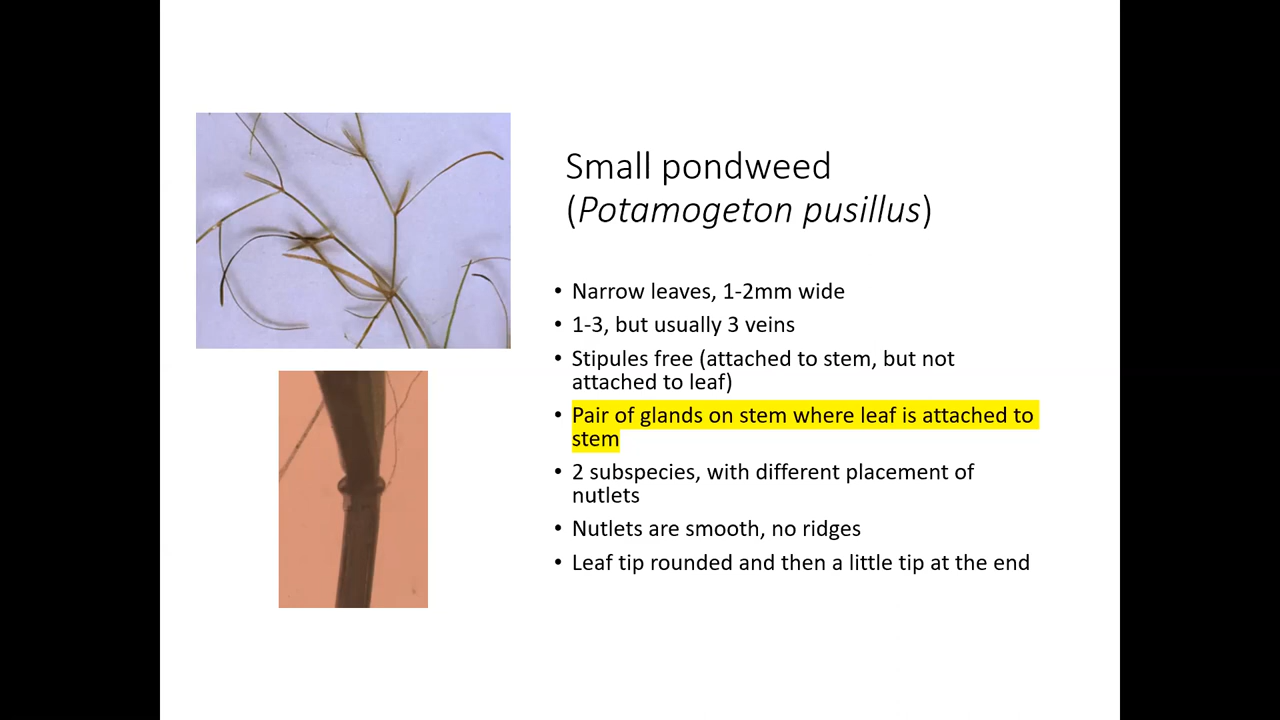 Small pondweed
(Potamogeton pusillus)
• Narrow leaves, 1-2mm wide
• 1-3, but usually 3 veins
• Stipules free (attached to stem, but not
attached to leaf)
• Pair of glands on stem where leaf is attached to
stem
• 2 subspecies, with different placement of
nutlets
• Nutlets are smooth, no ridges
• Leaf tip rounded and then a little tip at the end